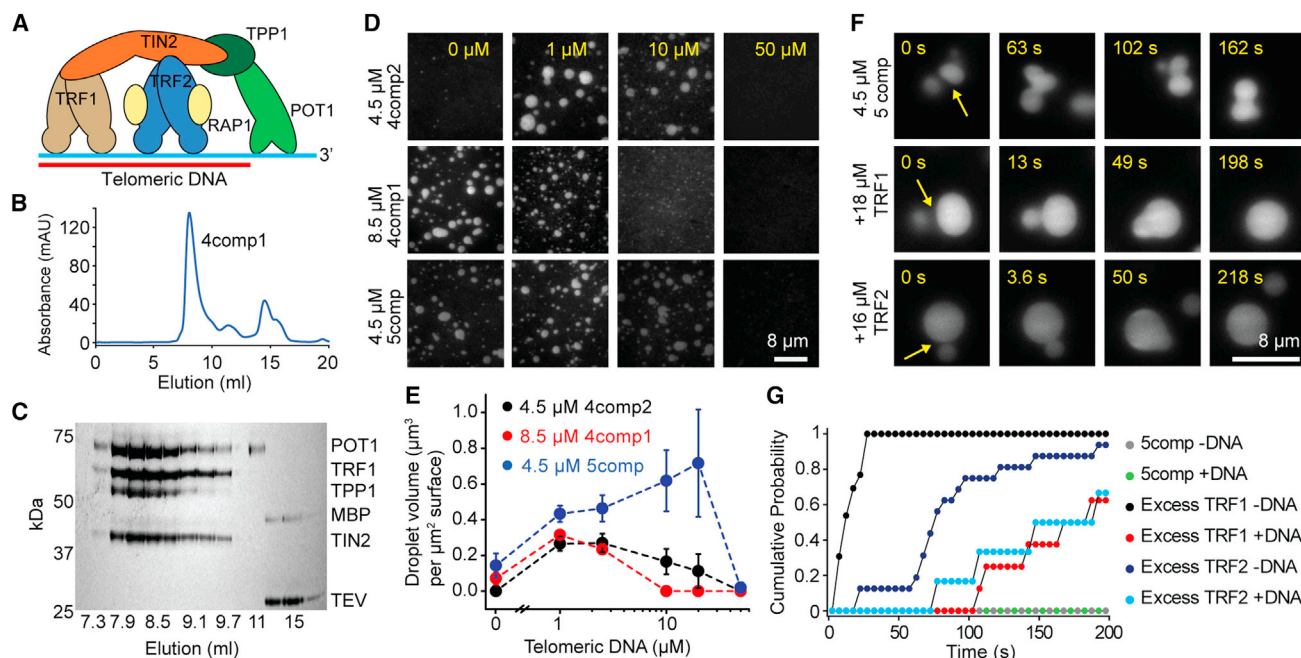 A
TIN2
TPP1
TRF1
TRF2
RAP1
POT1
3’
Telomeric DNA
B
Absorbance (mAU)
120
80
40
0
4comp1
0 5 10 15 20
Elution (ml)
C
kDa
75
50
37
25
POT1
TRF1
TPP1
MBP
TIN2
TEV
7.3 7.9 8.5 9.1 9.7 11 15
Elution (ml)
D
0 µM 1 µM 10 µM 50 µM
4.5 µM
4comp2
8.5 µM
4comp1
4.5 µM
5comp
8 µm
E
Droplet volume (µm³
per µm² surface)
1.0
0.8
0.6
0.4
0.2
0.0
4.5 µM 4comp2
8.5 µM 4comp1
4.5 µM 5comp
0 1 10
Telomeric DNA (µM)
F
4.5 µM
5 comp
0 s 63 s 102 s 162 s
+18 µM
TRF1
0 s 13 s 49 s 198 s
+16 µM
TRF2
0 s 3.6 s 50 s 218 s
8 µm
G
Cumulative Probability
1
0.8
0.6
0.4
0.2
0
0 50 100 150 200
Time (s)
5comp -DNA
5comp +DNA
Excess TRF1 -DNA
Excess TRF1 +DNA
Excess TRF2 -DNA
Excess TRF2 +DNA